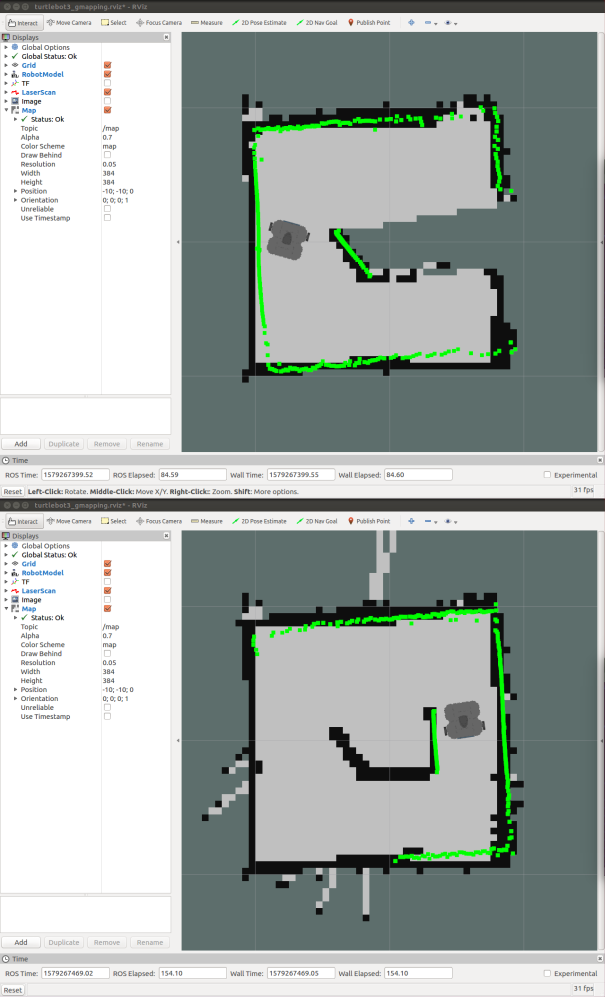 turtlebot3_gmapping.rviz* - RViz
Interact Move Camera Select Focus Camera Measure 2D Pose Estimate 2D Nav Goal Publish Point
Displays
Global Options
Global Status: Ok
Grid
RobotModel
TF
LaserScan
Image
Map
Status: Ok
Topic /map
Alpha 0.7
Color Scheme map
Draw Behind
Resolution 0.05
Width 384
Height 384
Position -10; -10; 0
Orientation 0; 0; 0; 1
Unreliable
Use Timestamp
Add Duplicate Remove Rename
Time
ROS Time: 1579267399.52 ROS Elapsed: 84.59 Wall Time: 1579267399.55 Wall Elapsed: 84.60 Experimental
Reset Left-Click: Rotate. Middle-Click: Move X/Y. Right-Click:: Zoom. Shift: More options. 31 fps
turtlebot3_gmapping.rviz* - RViz
Interact Move Camera Select Focus Camera Measure 2D Pose Estimate 2D Nav Goal Publish Point
Displays
Global Options
Global Status: Ok
Grid
RobotModel
TF
LaserScan
Image
Map
Status: Ok
Topic /map
Alpha 0.7
Color Scheme map
Draw Behind
Resolution 0.05
Width 384
Height 384
Position -10; -10; 0
Orientation 0; 0; 0; 1
Unreliable
Use Timestamp
Add Duplicate Remove Rename
Time
ROS Time: 1579267469.02 ROS Elapsed: 154.10 Wall Time: 1579267469.05 Wall Elapsed: 154.10 Experimental
Reset 31 fps